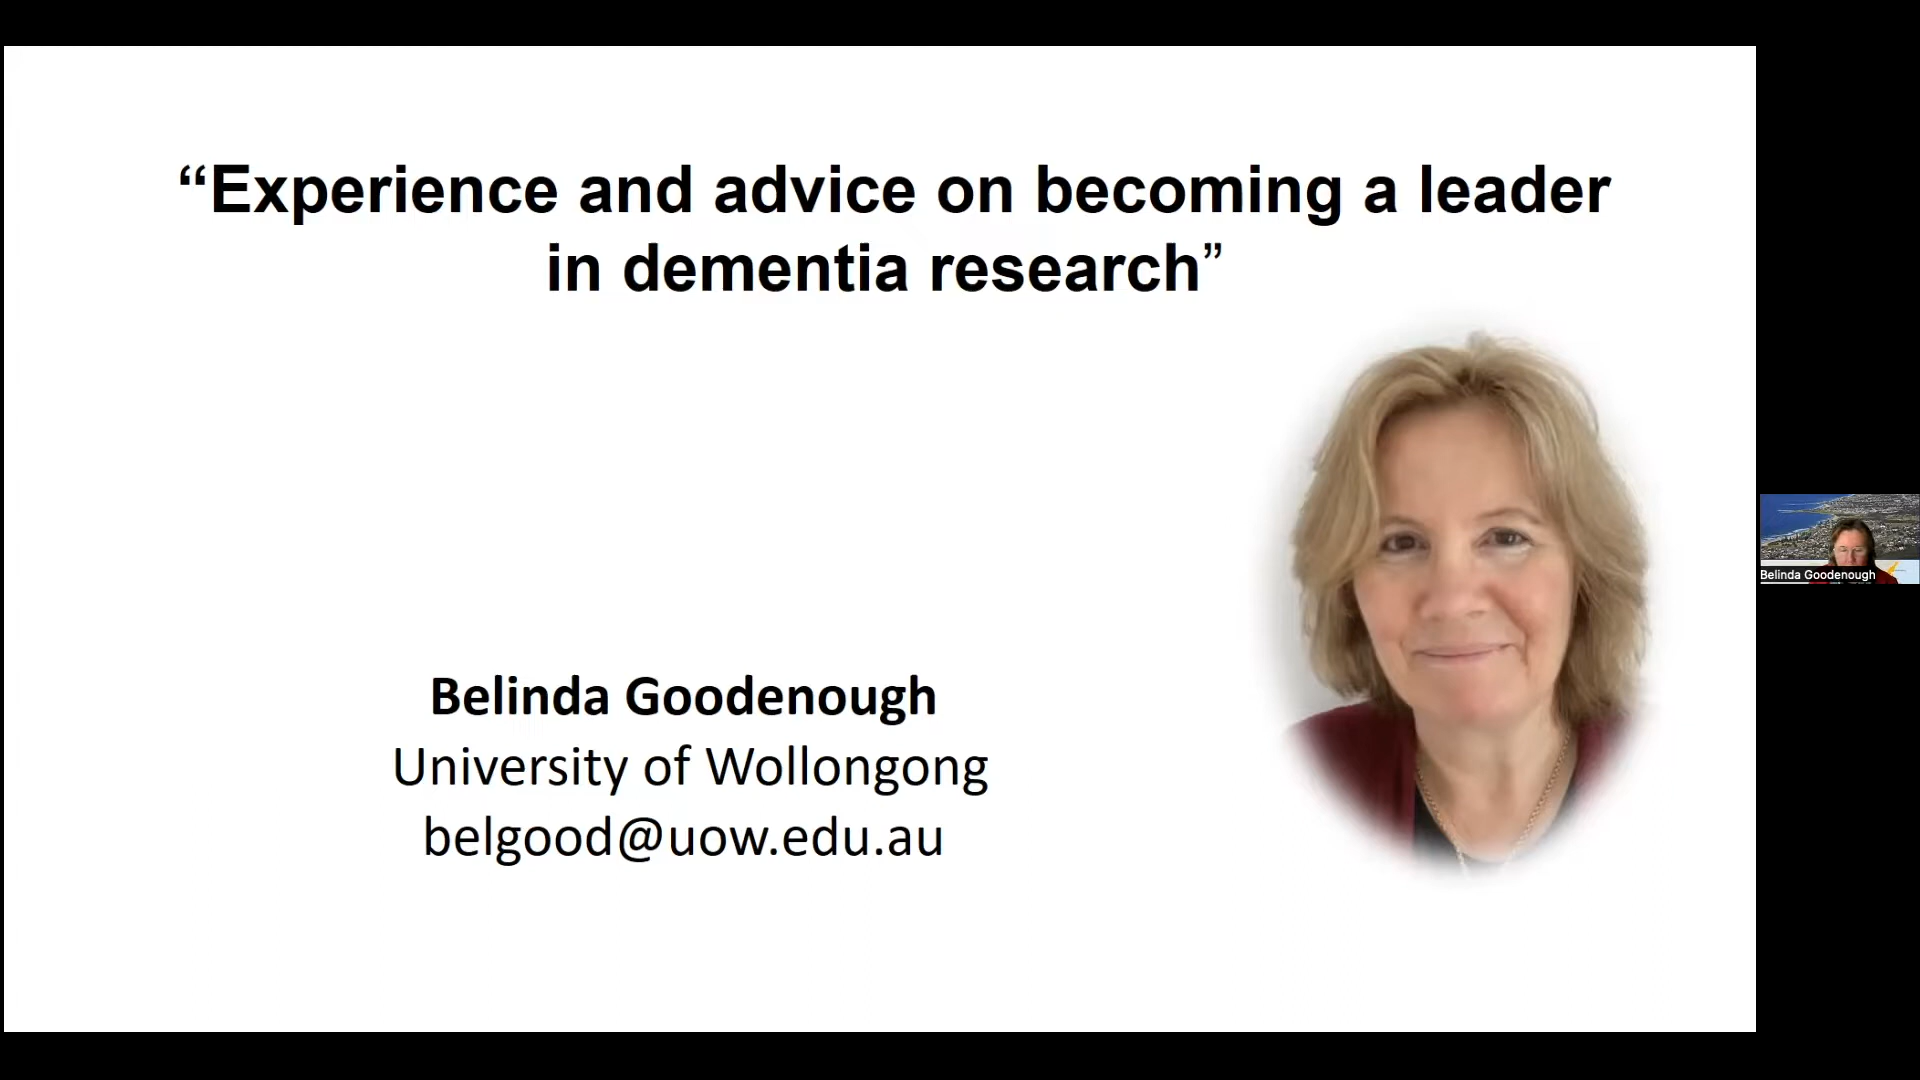 “Experience and advice on becoming a leader
in dementia research”
Belinda Goodenough
University of Wollongong
belgood@uow.edu.au
Belinda Goodenough